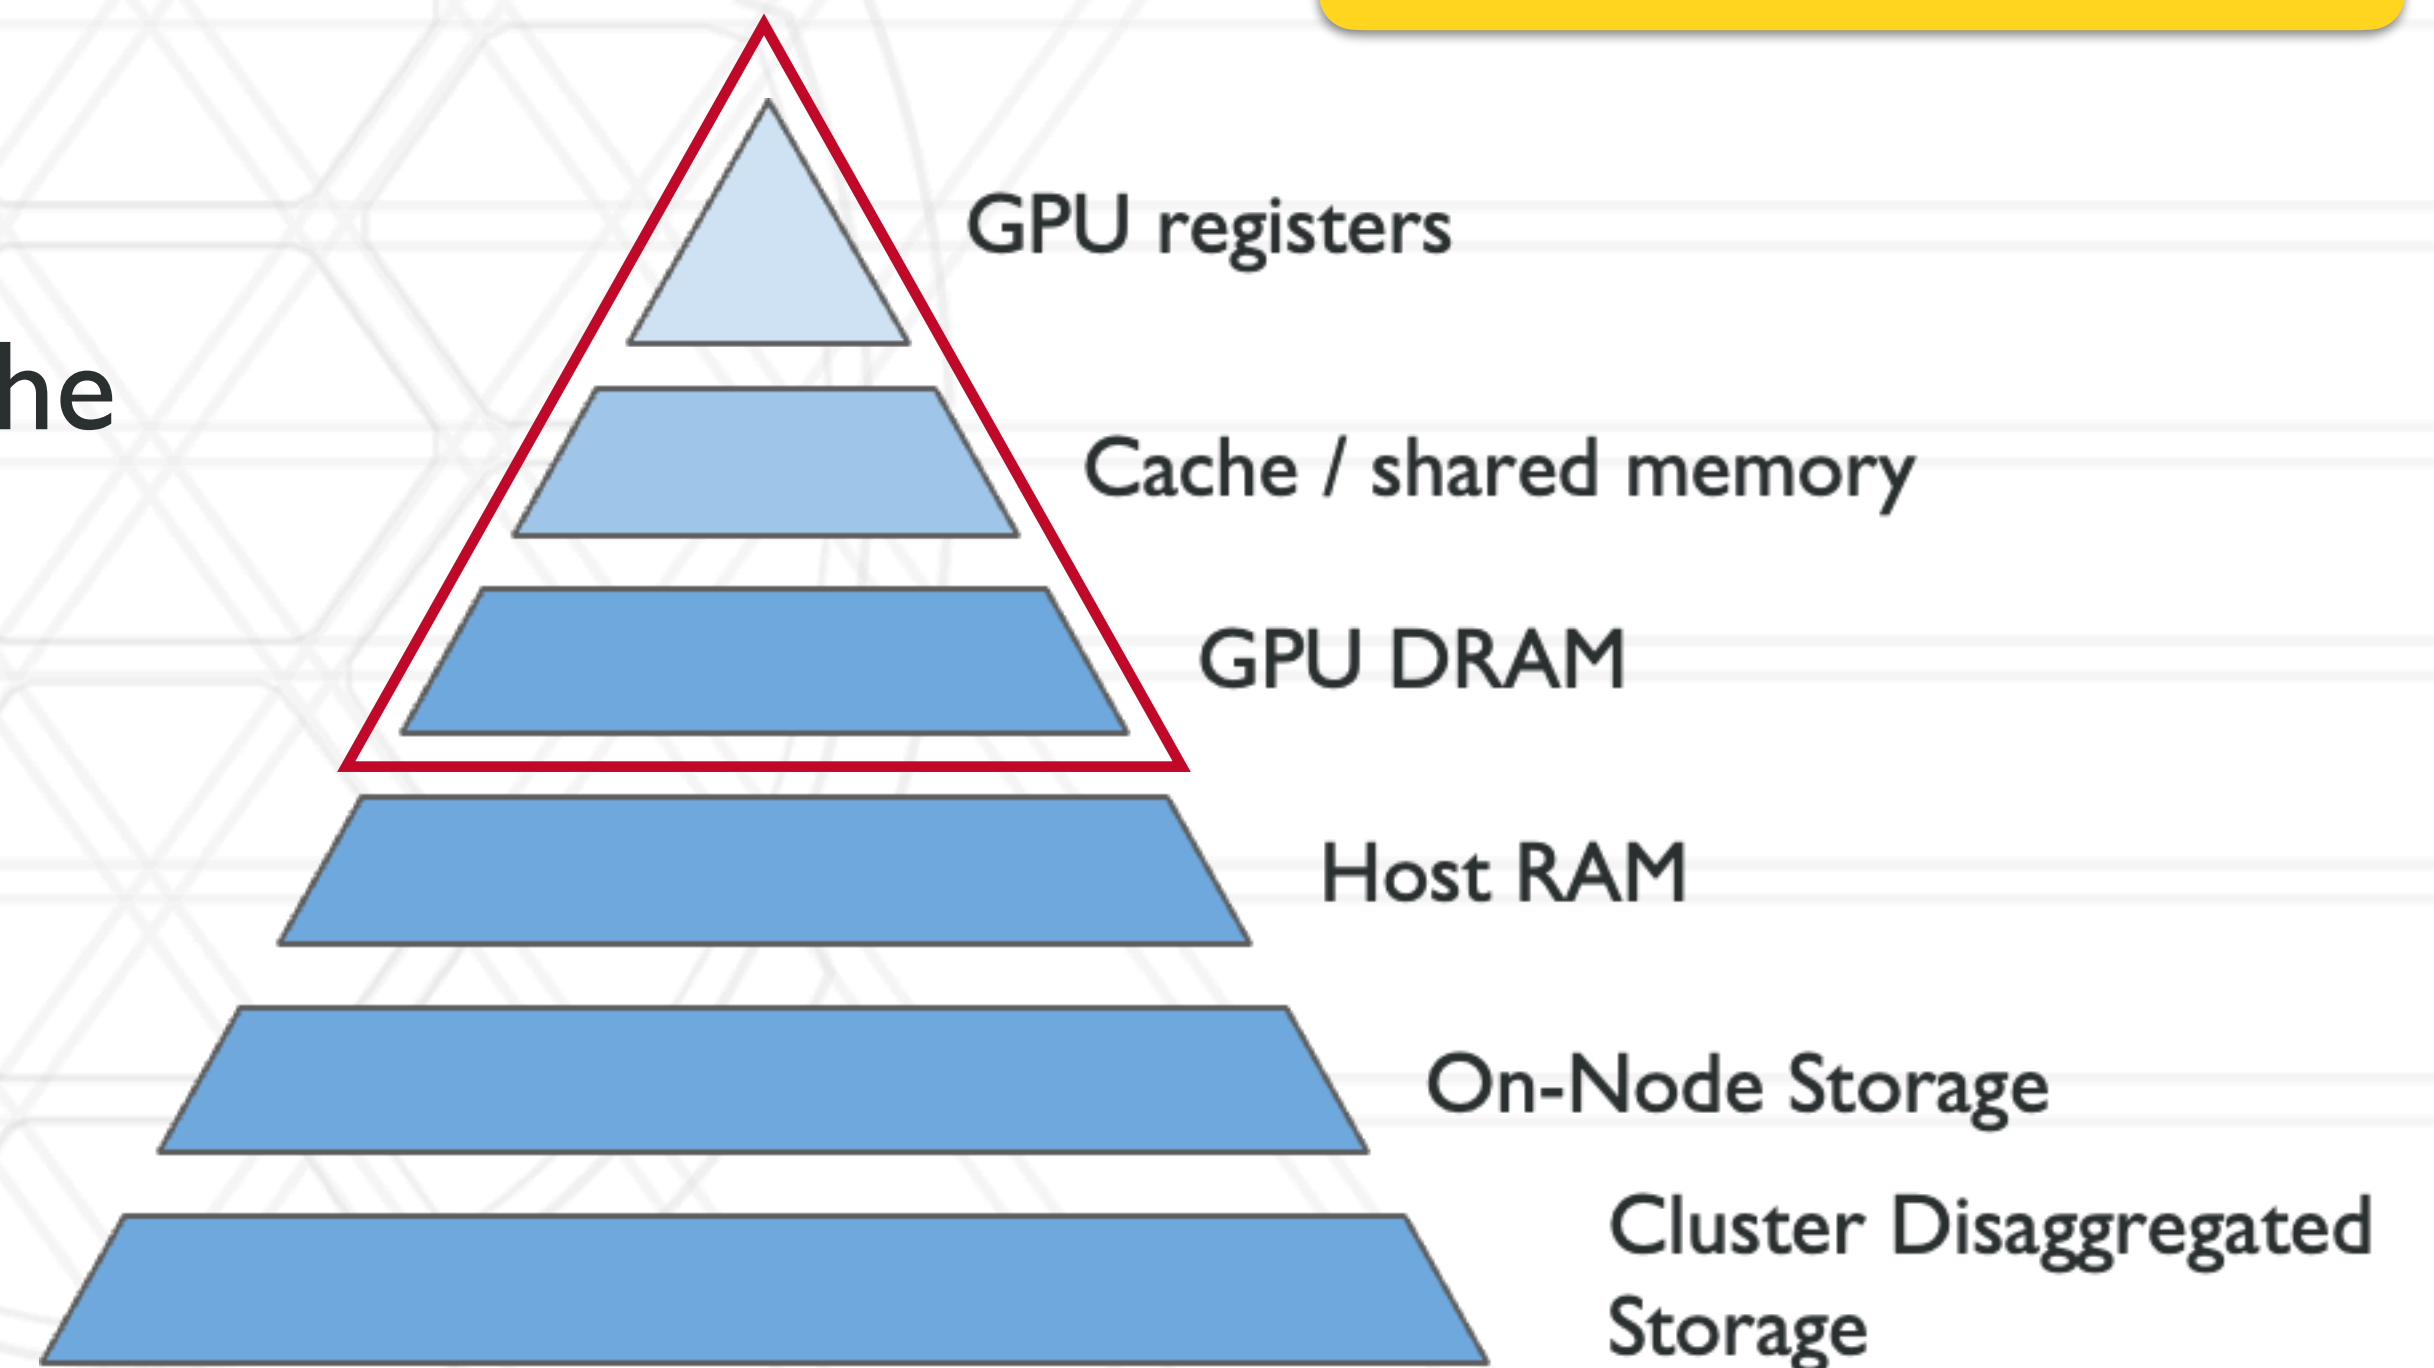 GPU registers
he
Cache / shared memory
GPU DRAM
Host RAM
On-Node Storage
Cluster Disaggregated
Storage